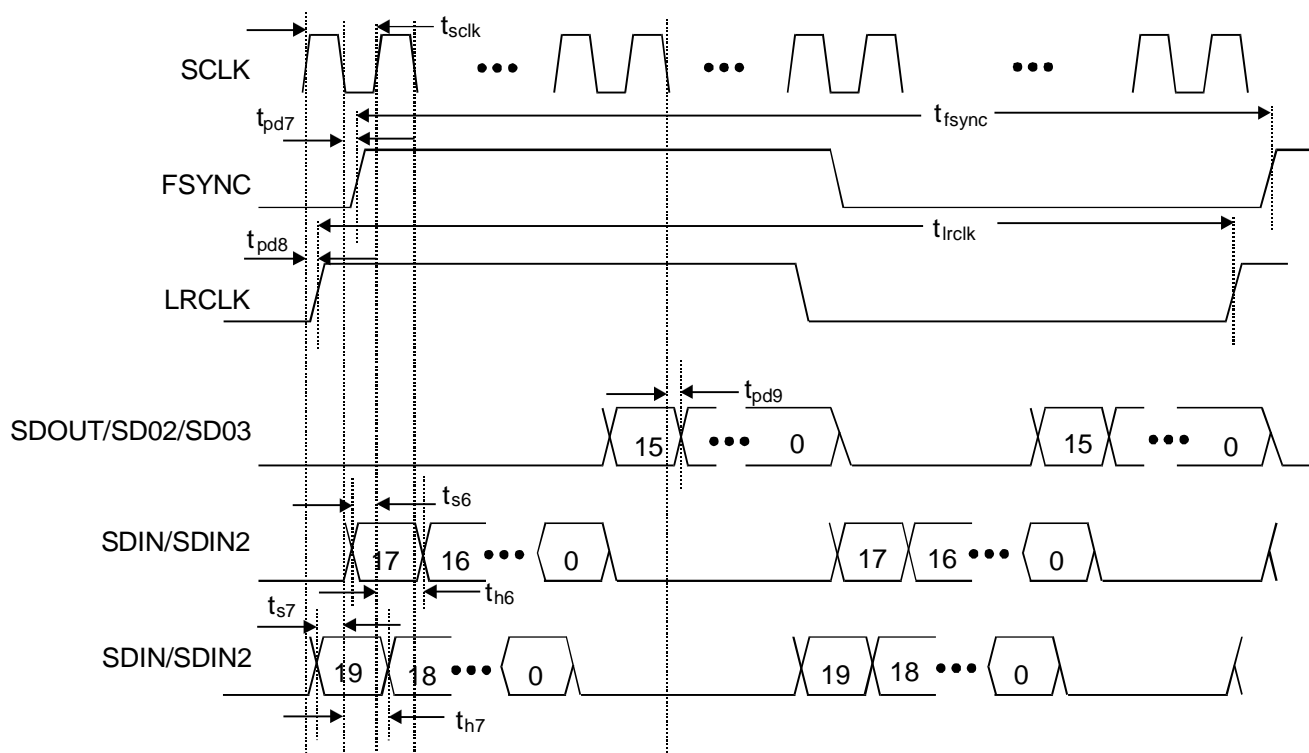 t_sclk
SCLK
t_pd7
t_fsync
FSYNC
t_pd8
t_lrclk
LRCLK
t_pd9
SDOUT/SD02/SD03
15
0
15
0
t_s6
SDIN/SDIN2
17
16
0
17
16
0
t_h6
t_s7
SDIN/SDIN2
19
18
0
19
18
0
t_h7